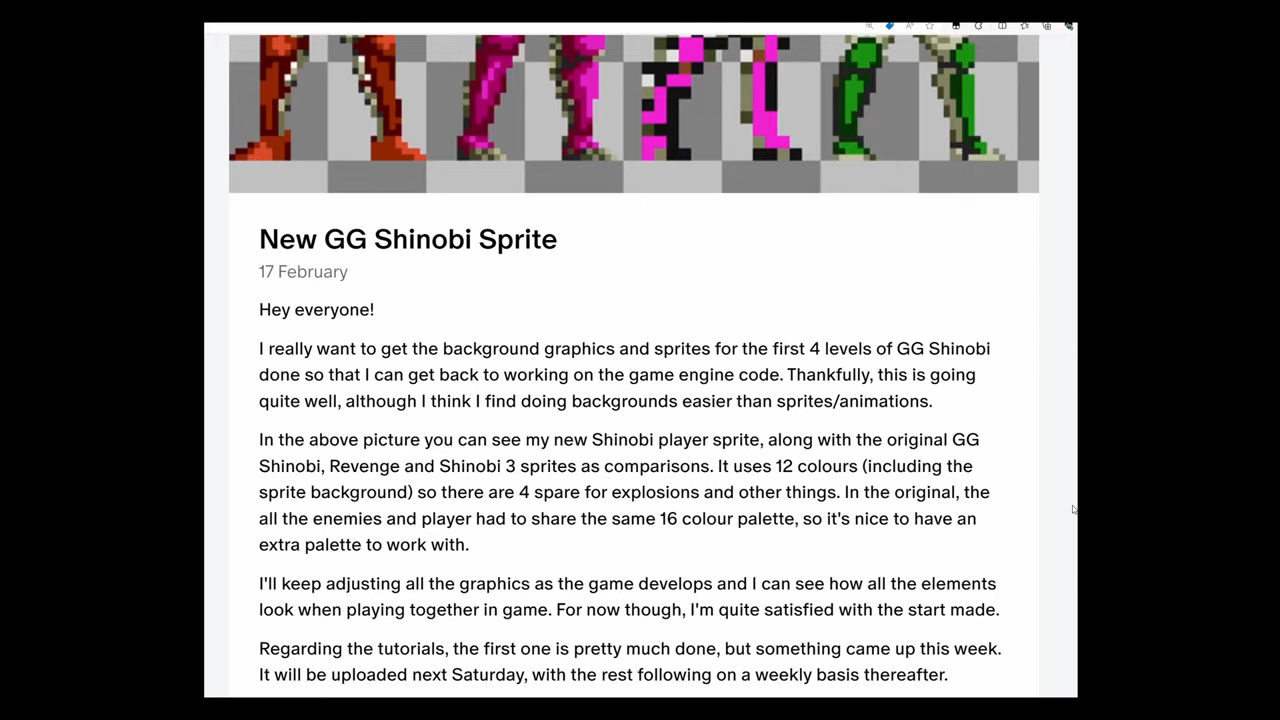 New GG Shinobi Sprite
17 February
Hey everyone!
I really want to get the background graphics and sprites for the first 4 levels of GG Shinobi
done so that I can get back to working on the game engine code. Thankfully, this is going
quite well, although I think I find doing backgrounds easier than sprites/animations.
In the above picture you can see my new Shinobi player sprite, along with the original GG
Shinobi, Revenge and Shinobi 3 sprites as comparisons. It uses 12 colours (including the
sprite background) so there are 4 spare for explosions and other things. In the original, the
all the enemies and player had to share the same 16 colour palette, so it's nice to have an
extra palette to work with.
I'll keep adjusting all the graphics as the game develops and I can see how all the elements
look when playing together in game. For now though, I'm quite satisfied with the start made.
Regarding the tutorials, the first one is pretty much done, but something came up this week.
It will be uploaded next Saturday, with the rest following on a weekly basis thereafter.